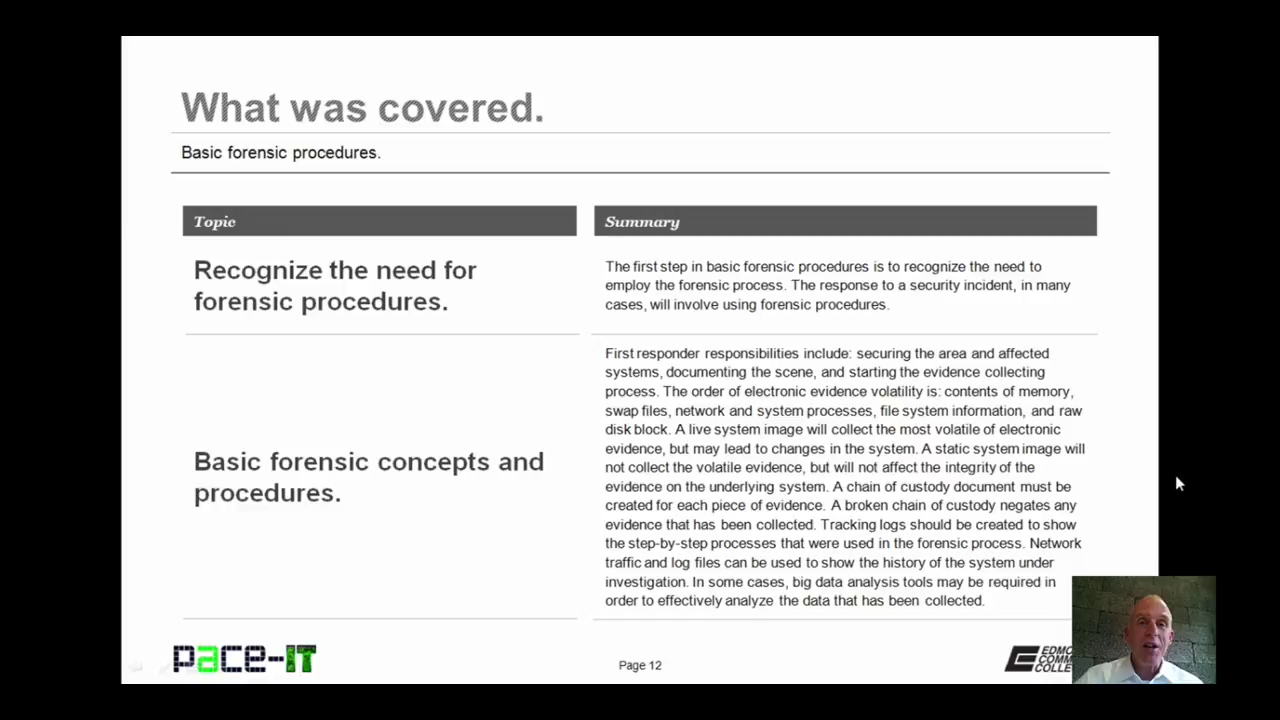 What was covered.
Basic forensic procedures.
Topic
Summary
Recognize the need for
forensic procedures.
The first step in basic forensic procedures is to recognize the need to
employ the forensic process. The response to a security incident, in many
cases, will involve using forensic procedures.
Basic forensic concepts and
procedures.
First responder responsibilities include: securing the area and affected
systems, documenting the scene, and starting the evidence collecting
process. The order of electronic evidence volatility is: contents of memory,
swap files, network and system processes, file system information, and raw
disk block. A live system image will collect the most volatile of electronic
evidence, but may lead to changes in the system. A static system image will
not collect the volatile evidence, but will not affect the integrity of the
evidence on the underlying system. A chain of custody document must be
created for each piece of evidence. A broken chain of custody negates any
evidence that has been collected. Tracking logs should be created to show
the step-by-step processes that were used in the forensic process. Network
traffic and log files can be used to show the history of the system under
investigation. In some cases, big data analysis tools may be required in
order to effectively analyze the data that has been collected.
pace-IT
Page 12